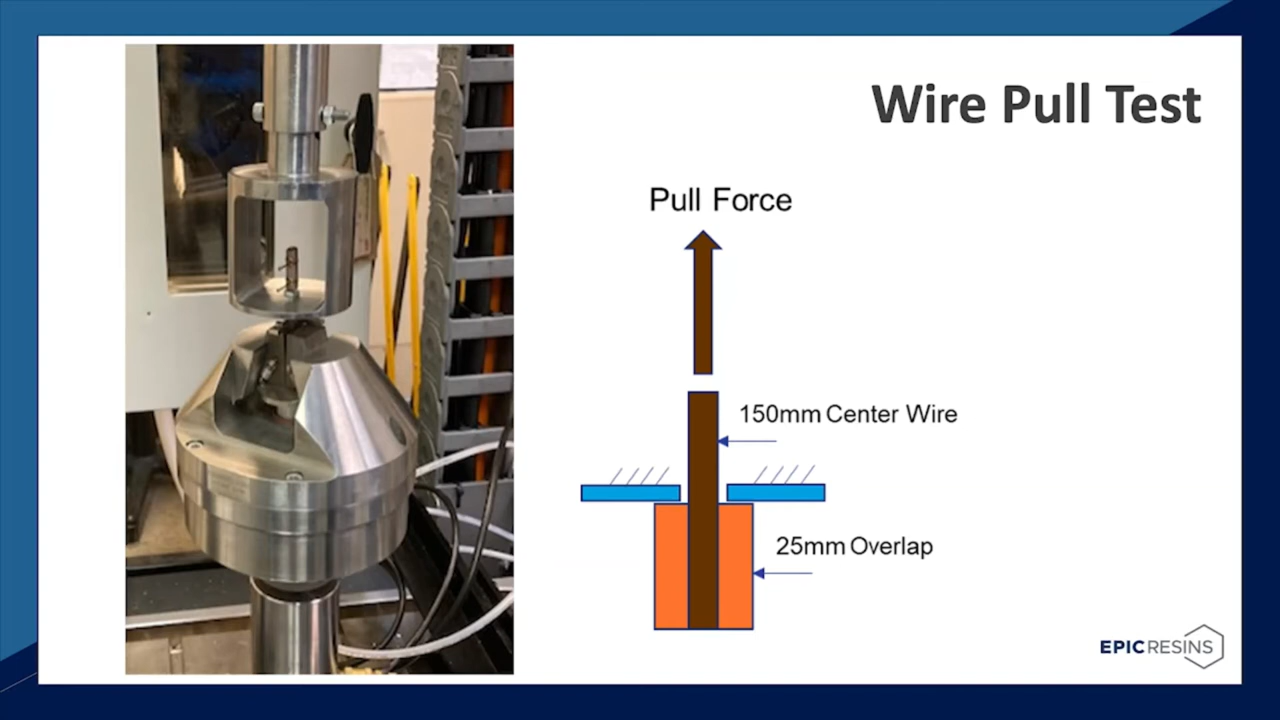 Wire Pull Test
Pull Force
150mm Center Wire
25mm Overlap
EPIC RESINS